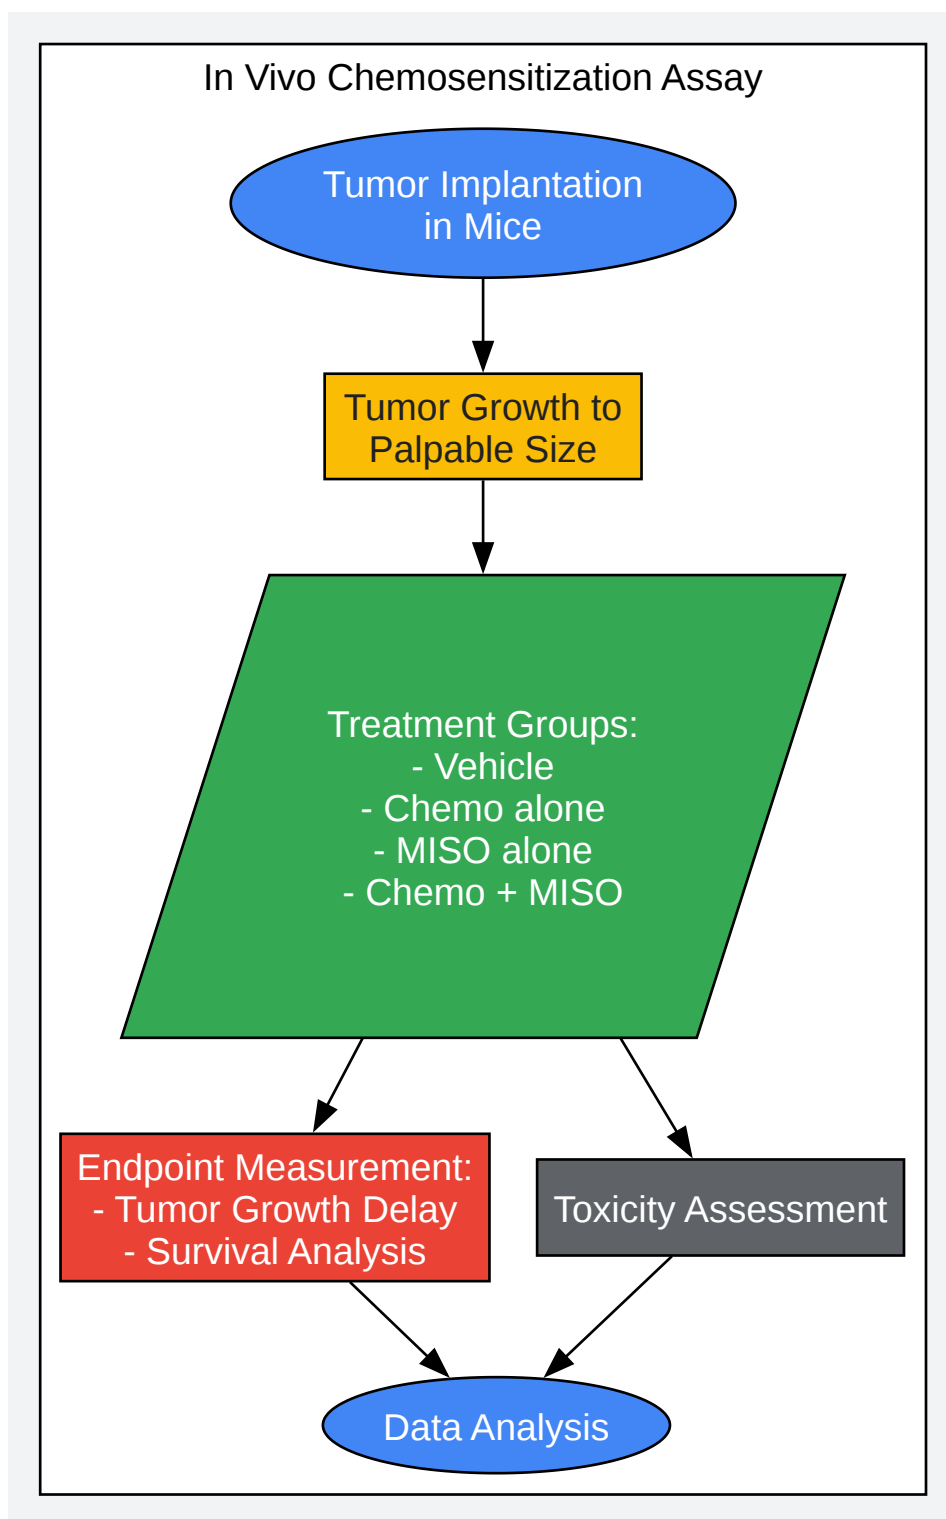 In Vivo Chemosensitization Assay
Tumor Implantation
in Mice
Tumor Growth to
Palpable Size
Treatment Groups:
- Vehicle
- Chemo alone
- MISO alone
- Chemo + MISO
Endpoint Measurement:
- Tumor Growth Delay
- Survival Analysis
Toxicity Assessment
Data Analysis